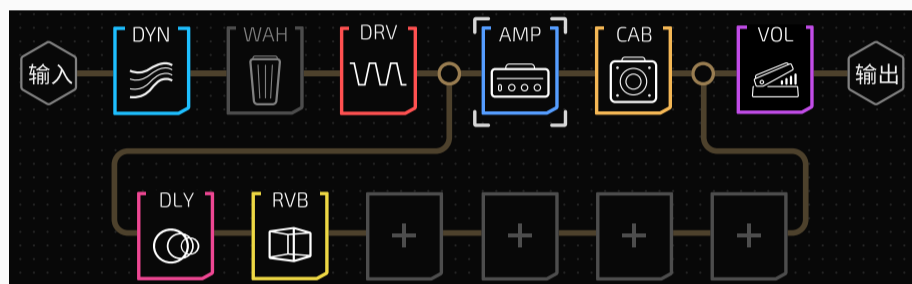 输入 DYN WAH DRV AMP CAB VOL 输出
DLY RVB + + + +